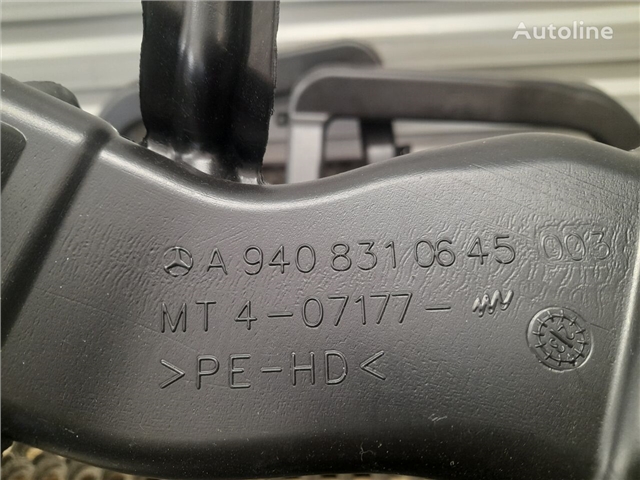 Autoline
A 940 831 06 45 003
MT 4-07177-
>PE-HD<